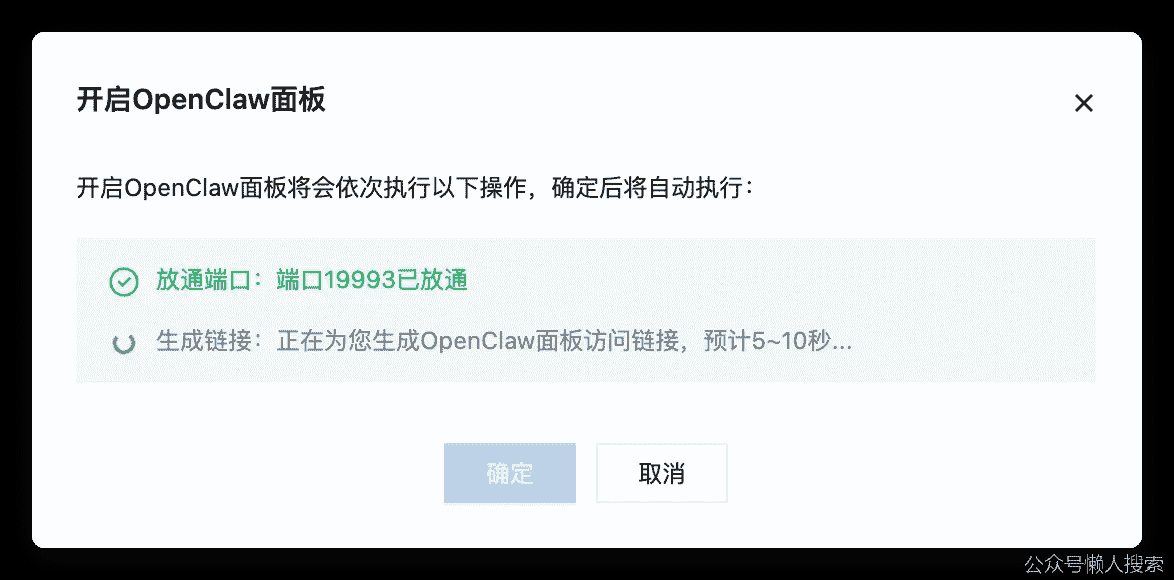 开启OpenClaw面板
开启OpenClaw面板将会依次执行以下操作，确定后将自动执行：
放通端口：端口19993已放通
生成链接：正在为您生成OpenClaw面板访问链接，预计5~10秒...
确定
取消
公众号懒人搜索